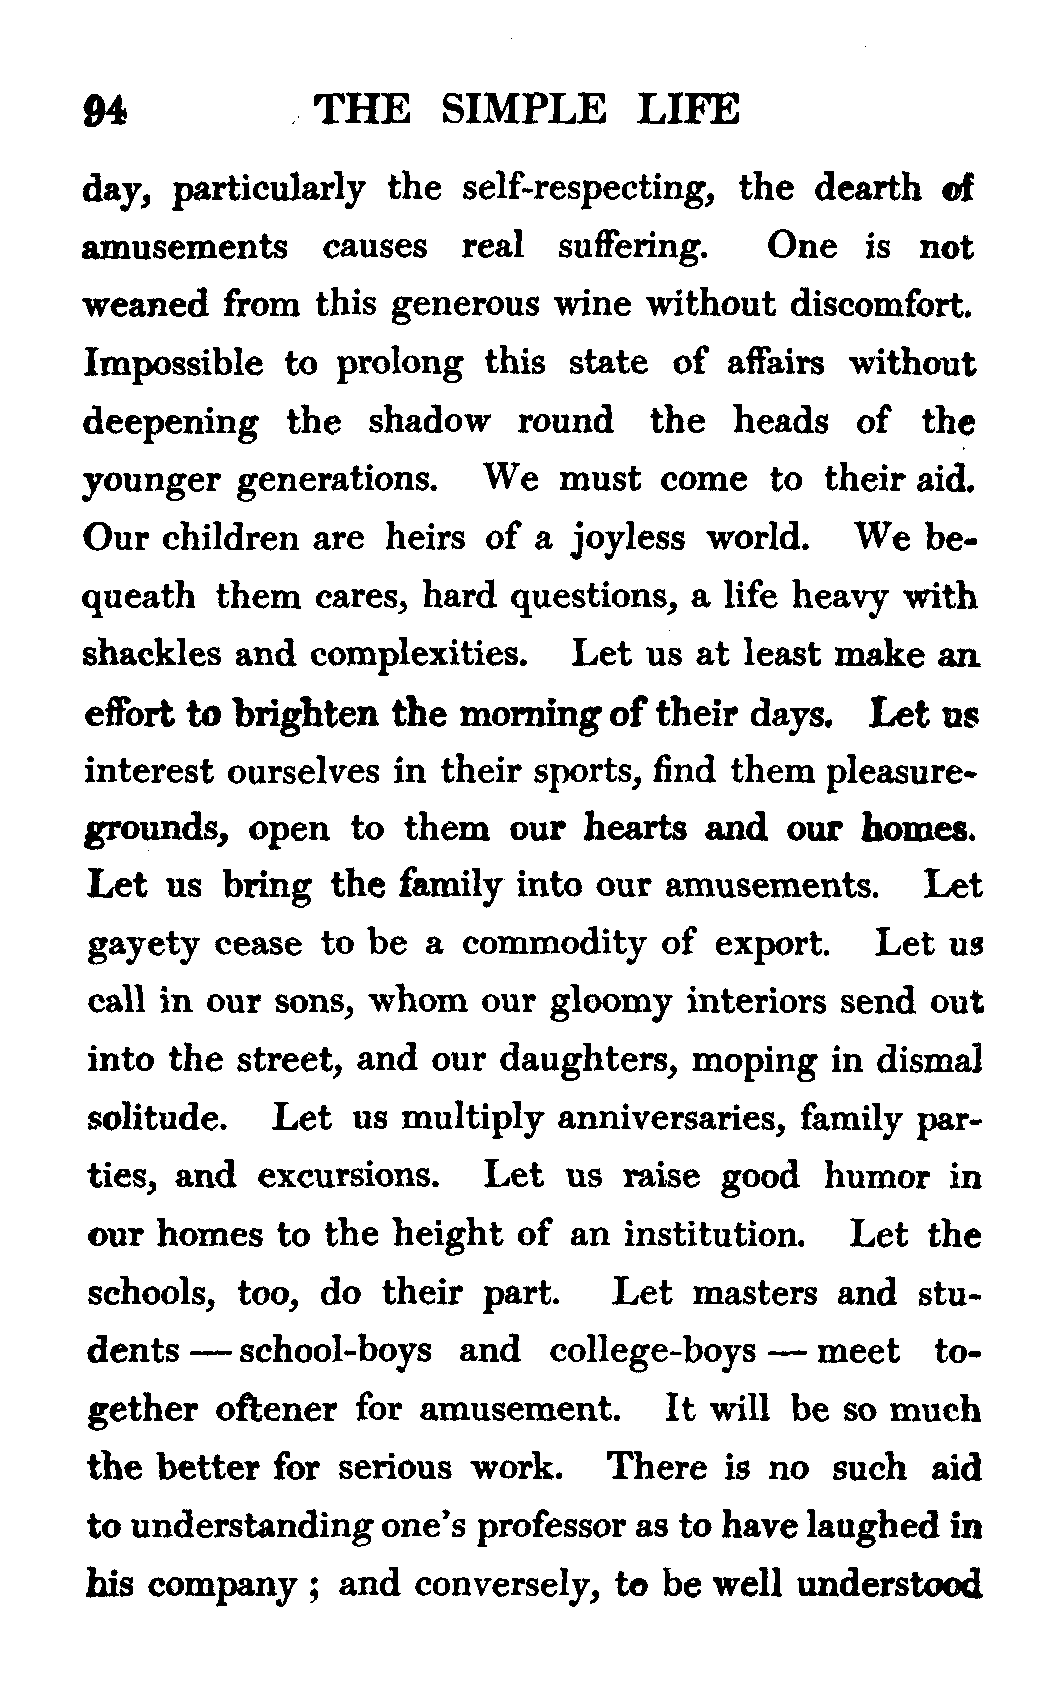 94 THE SIMPLE LIFE
day, particularly the self-respecting, the dearth of
amusements causes real suffering. One is not
weaned from this generous wine without discomfort.
Impossible to prolong this state of affairs without
deepening the shadow round the heads of the
younger generations. We must come to their aid.
Our children are heirs of a joyless world. We be-
queath them cares, hard questions, a life heavy with
shackles and complexities. Let us at least make an
effort to brighten the morning of their days. Let us
interest ourselves in their sports, find them pleasure-
grounds, open to them our hearts and our homes.
Let us bring the family into our amusements. Let
gayety cease to be a commodity of export. Let us
call in our sons, whom our gloomy interiors send out
into the street, and our daughters, moping in dismal
solitude. Let us multiply anniversaries, family par-
ties, and excursions. Let us raise good humor in
our homes to the height of an institution. Let the
schools, too, do their part. Let masters and stu-
dents — school-boys and college-boys — meet to-
gether oftener for amusement. It will be so much
the better for serious work. There is no such aid
to understanding one's professor as to have laughed in
his company ; and conversely, to be well understood